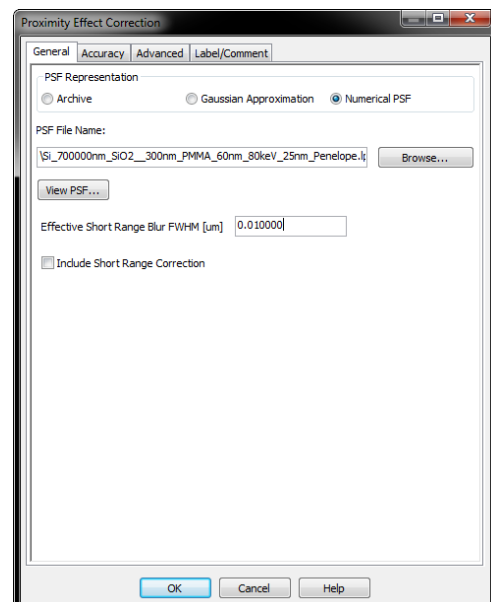 Proximity Effect Correction
General Accuracy Advanced Label/Comment
PSF Representation
Archive Gaussian Approximation Numerical PSF
PSF File Name:
\Si_700000nm_SiO2__300nm_PMMA_60nm_80keV_25nm_Penelope.l Browse...
View PSF...
Effective Short Range Blur FWHM [um] 0.010000
Include Short Range Correction
OK Cancel Help